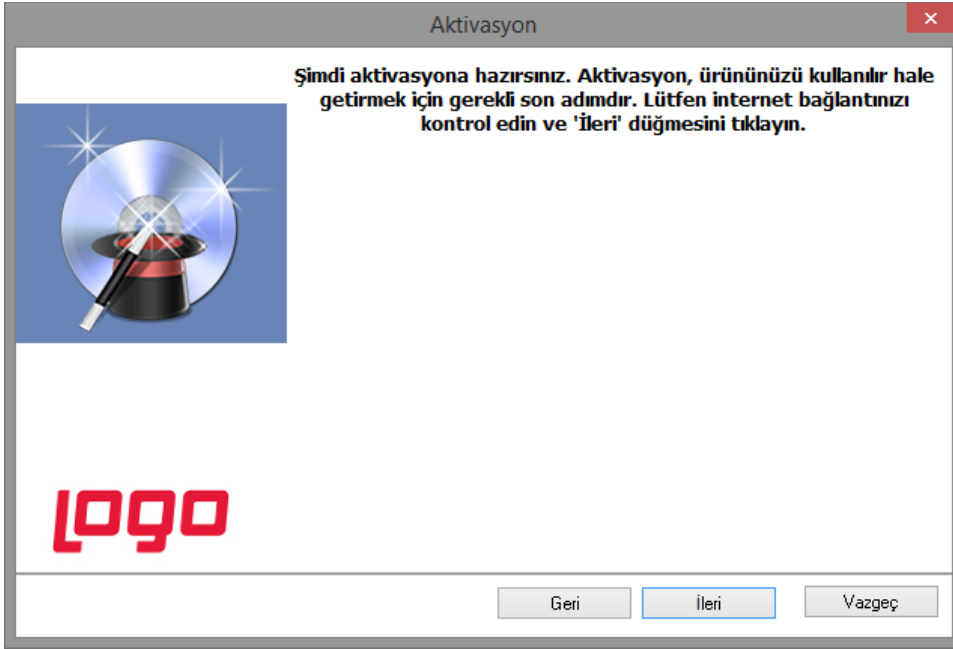 Aktivasyon
Şimdi aktivasyona hazırsınız. Aktivasyon, ürününüzü kullanılır hale
getirmek için gerekli son adımdır. Lütfen internet bağlantınızı
kontrol edin ve 'İleri' düğmesini tıklayın.
LOGO
Geri
İleri
Vazgeç